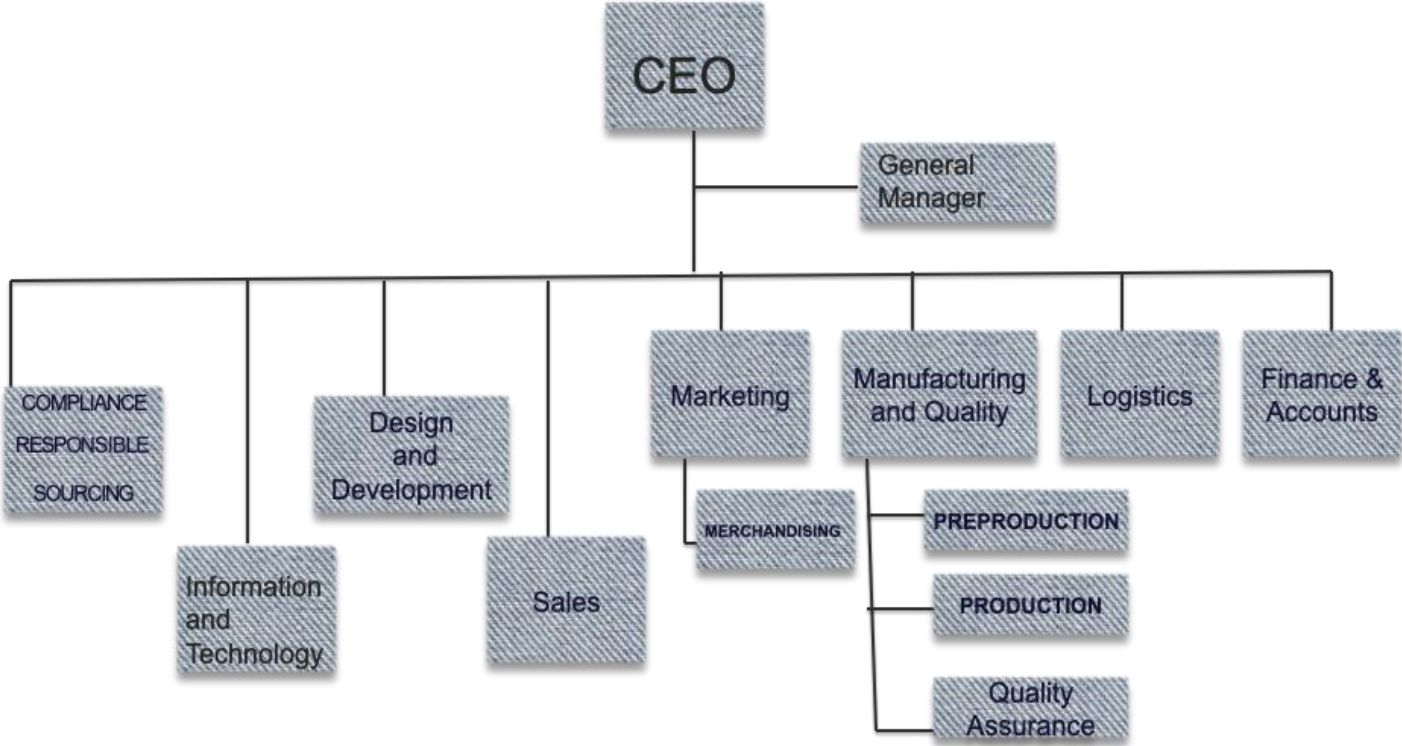 CEO
General
Manager
COMPLIANCE
RESPONSIBLE
SOURCING
Information
and
Technology
Design
and
Development
Sales
Marketing
MERCHANDISING
Manufacturing
and Quality
PREPRODUCTION
PRODUCTION
Quality
Assurance
Logistics
Finance &
Accounts